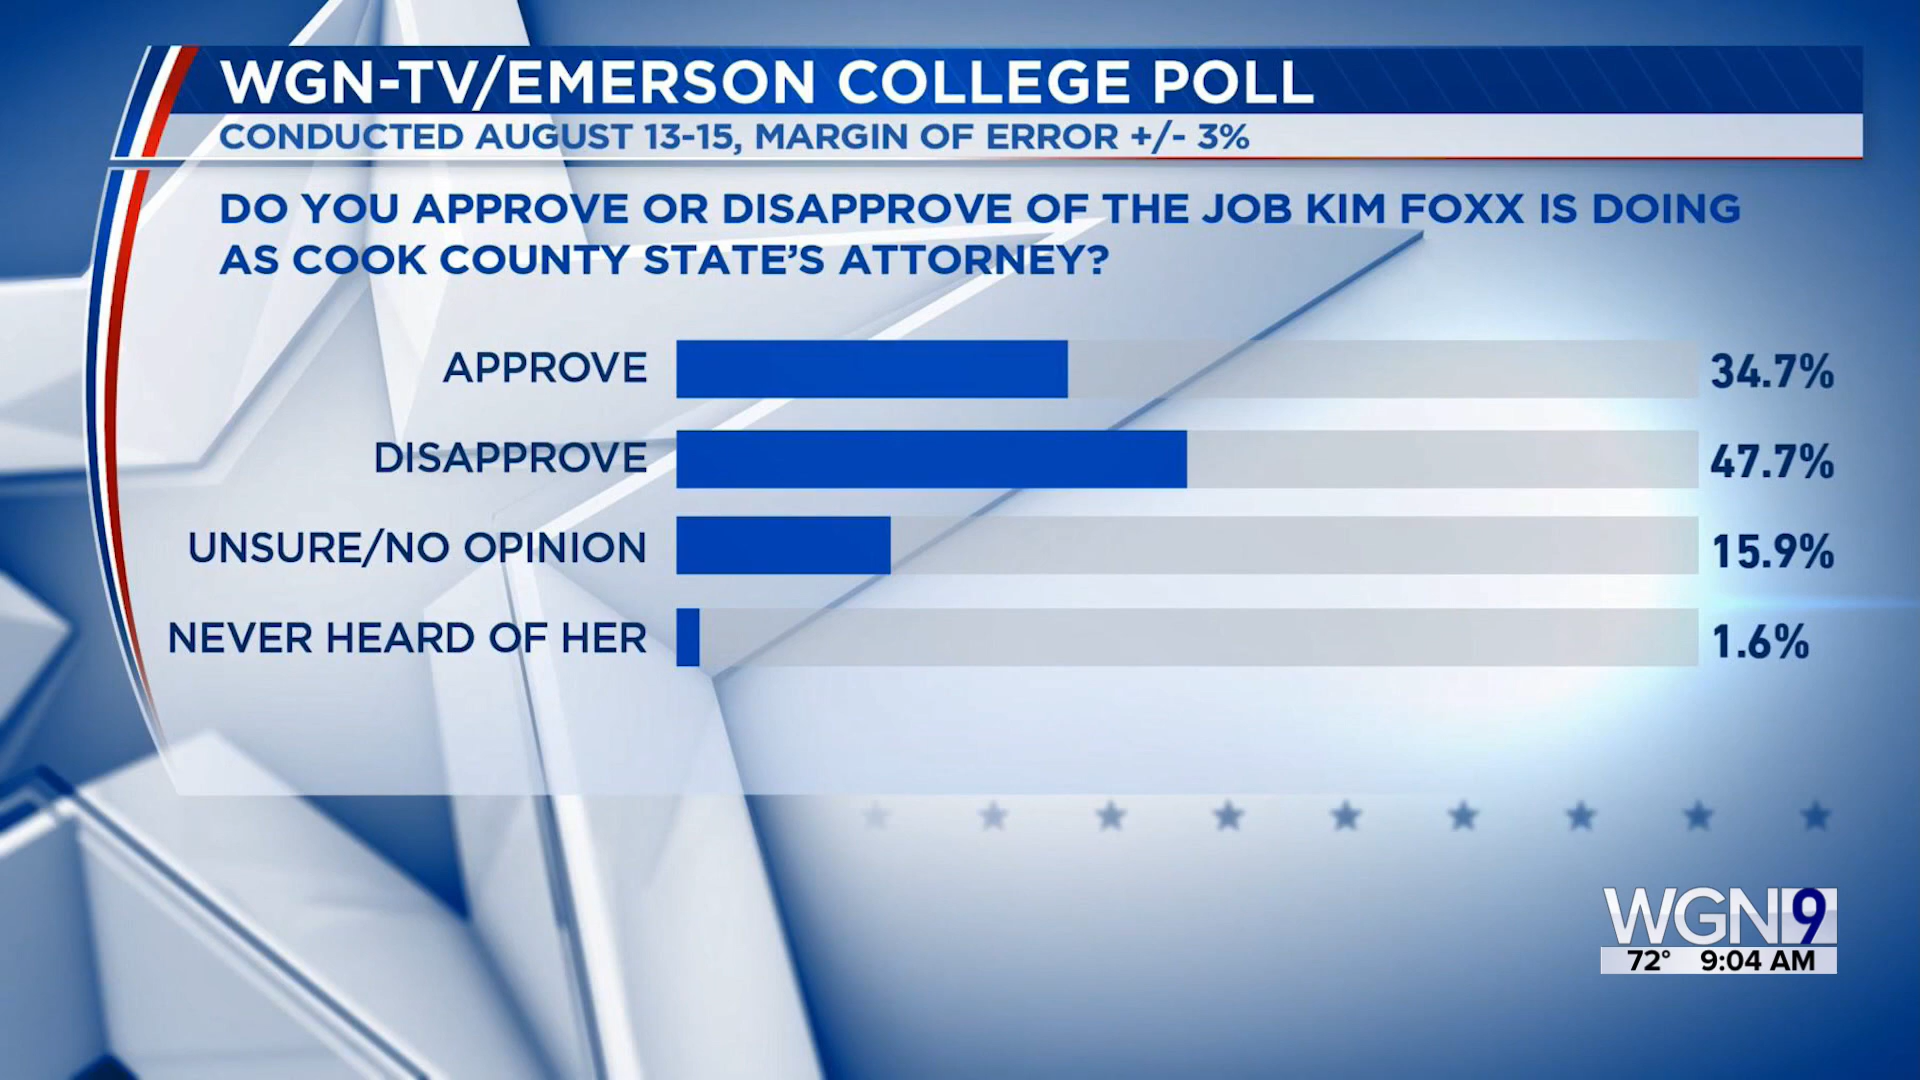 WGN-TV/EMERSON COLLEGE POLL
CONDUCTED AUGUST 13-15, MARGIN OF ERROR +/- 3%
DO YOU APPROVE OR DISAPPROVE OF THE JOB KIM FOXX IS DOING
AS COOK COUNTY STATE'S ATTORNEY?
APPROVE 34.7%
DISAPPROVE 47.7%
UNSURE/NO OPINION 15.9%
NEVER HEARD OF HER 1.6%
WGN9
72° 9:04 AM